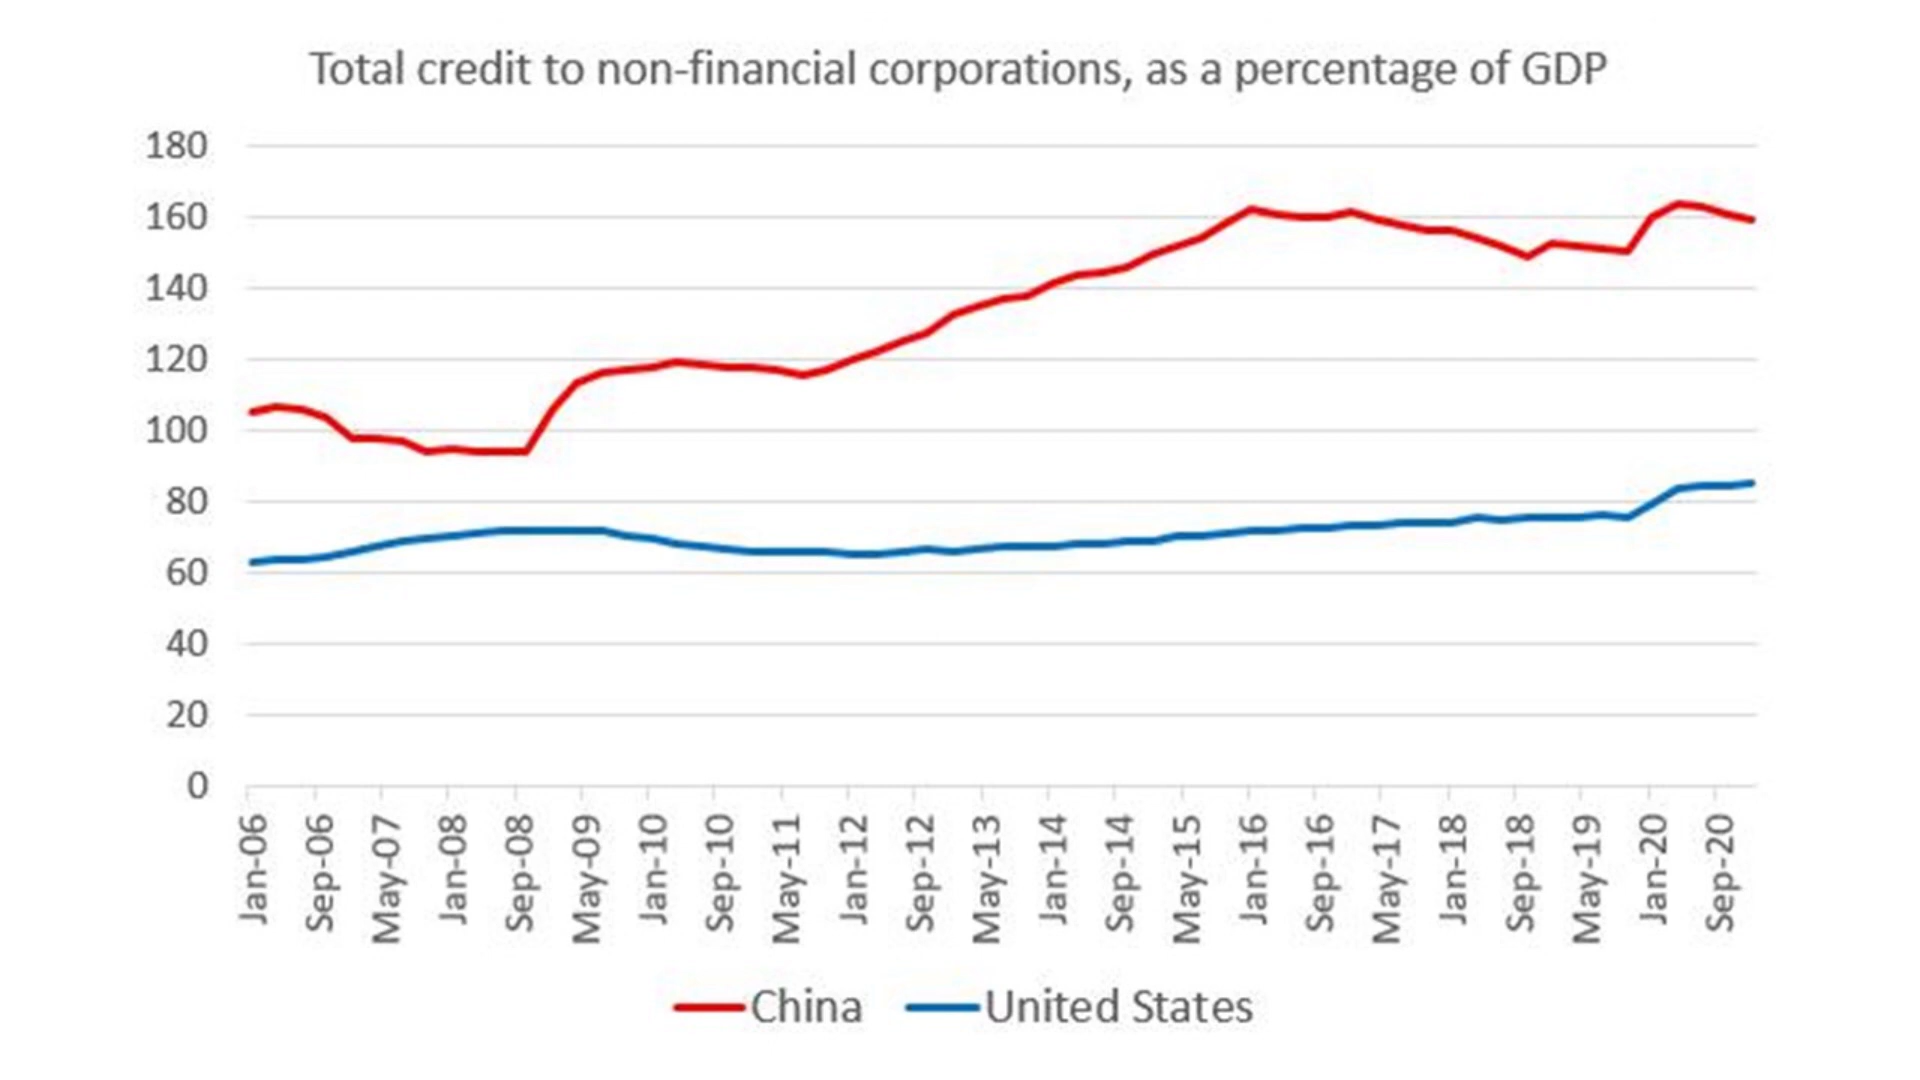 Total credit to non-financial corporations, as a percentage of GDP
180
160
140
120
100
80
60
40
20
0
Jan-06
Sep-06
May-07
Jan-08
Sep-08
May-09
Jan-10
Sep-10
May-11
Jan-12
Sep-12
May-13
Jan-14
Sep-14
May-15
Jan-16
Sep-16
May-17
Jan-18
Sep-18
May-19
Jan-20
Sep-20
China
United States